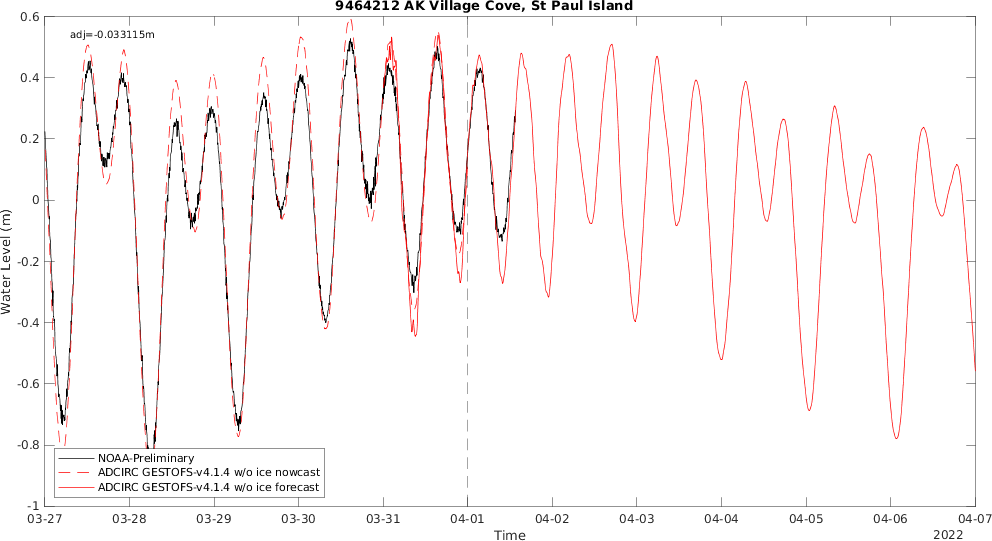 9464212 AK Village Cove, St Paul Island
adj=-0.033115m
Water Level (m)
0.6
0.4
0.2
0
-0.2
-0.4
-0.6
-0.8
-1
NOAA-Preliminary
ADCIRC GESTOFS-v4.1.4 w/o ice nowcast
ADCIRC GESTOFS-v4.1.4 w/o ice forecast
03-27 03-28 03-29 03-30 03-31 04-01 04-02 04-03 04-04 04-05 04-06 04-07
Time
2022